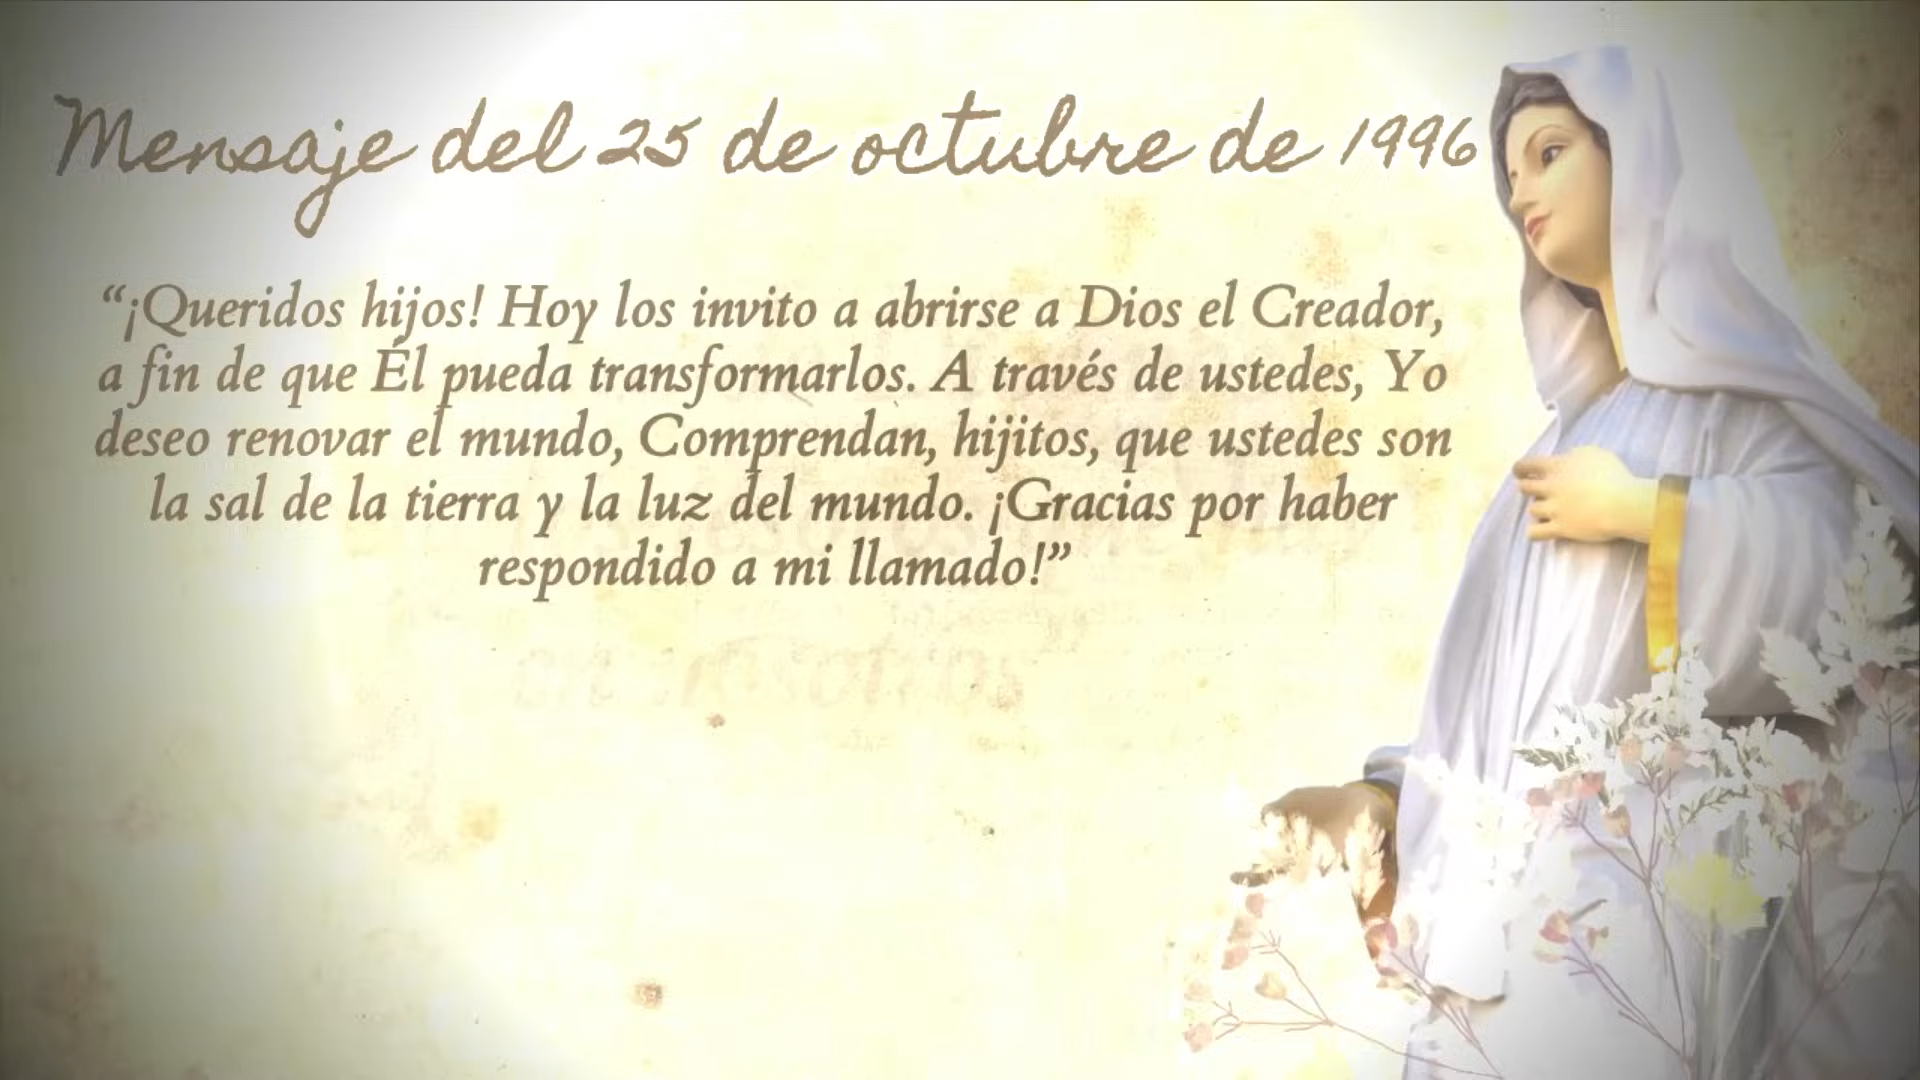 Mensaje del 25 de octubre de 1996
“¡Queridos hijos! Hoy los invito a abrirse a Dios el Creador,
a fin de que Él pueda transformarlos. A través de ustedes, Yo
deseo renovar el mundo, Comprendan, hijitos, que ustedes son
la sal de la tierra y la luz del mundo. ¡Gracias por haber
respondido a mi llamado!”